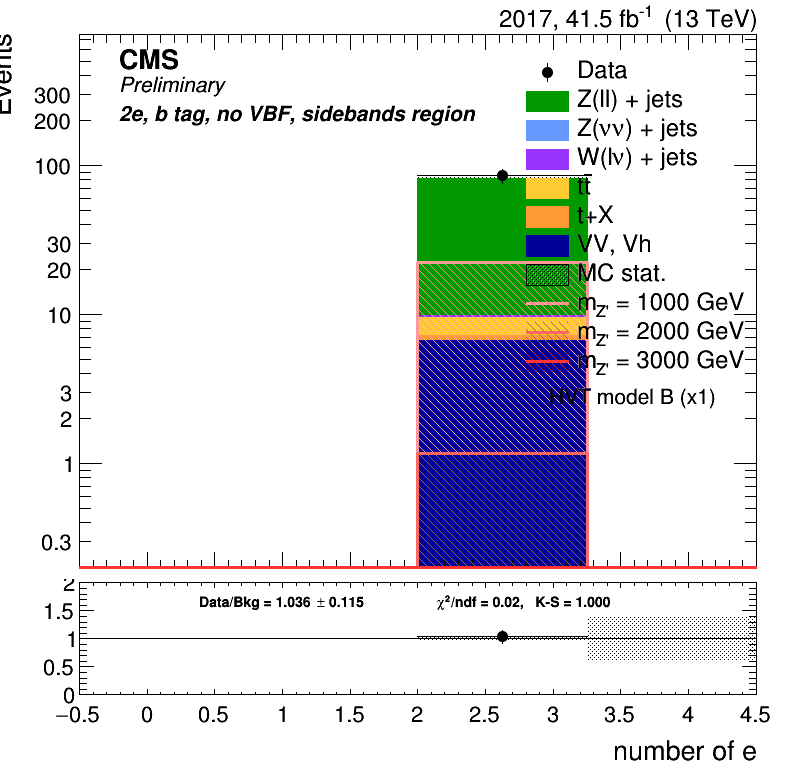 2017, 41.5 fb⁻¹ (13 TeV)
Events
CMS
Preliminary
2e, b tag, no VBF, sidebands region
Data
Z(ll) + jets
Z(νν) + jets
W(lν) + jets
tt̅
t+X
VV, Vh
MC stat.
m_Z' = 1000 GeV
m_Z' = 2000 GeV
m_Z' = 3000 GeV
HVT model B (x1)
300
200
100
30
20
10
3
2
1
0.3
Data/Bkg = 1.036 ± 0.115 χ²/ndf = 0.02, K-S = 1.000
2
1.5
1
0.5
0
−0.5 0 0.5 1 1.5 2 2.5 3 3.5 4 4.5
number of e